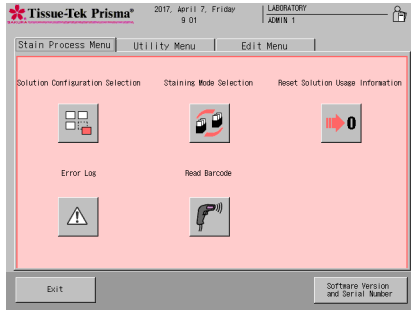 Tissue-Tek Prisma®
2017, April 7, Friday
9 01
LABORATORY
ADMIN 1
SAKURA
Stain Process Menu
Utility Menu
Edit Menu
Solution Configuration Selection
Staining Mode Selection
Reset Solution Usage Information
0
Error Log
Read Barcode
Exit
Software Version
and Serial Number